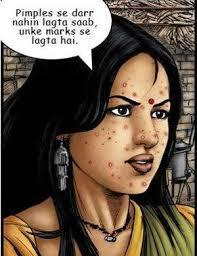 Pimples se darr
nahin lagta saab,
unke marks se
lagta hai.